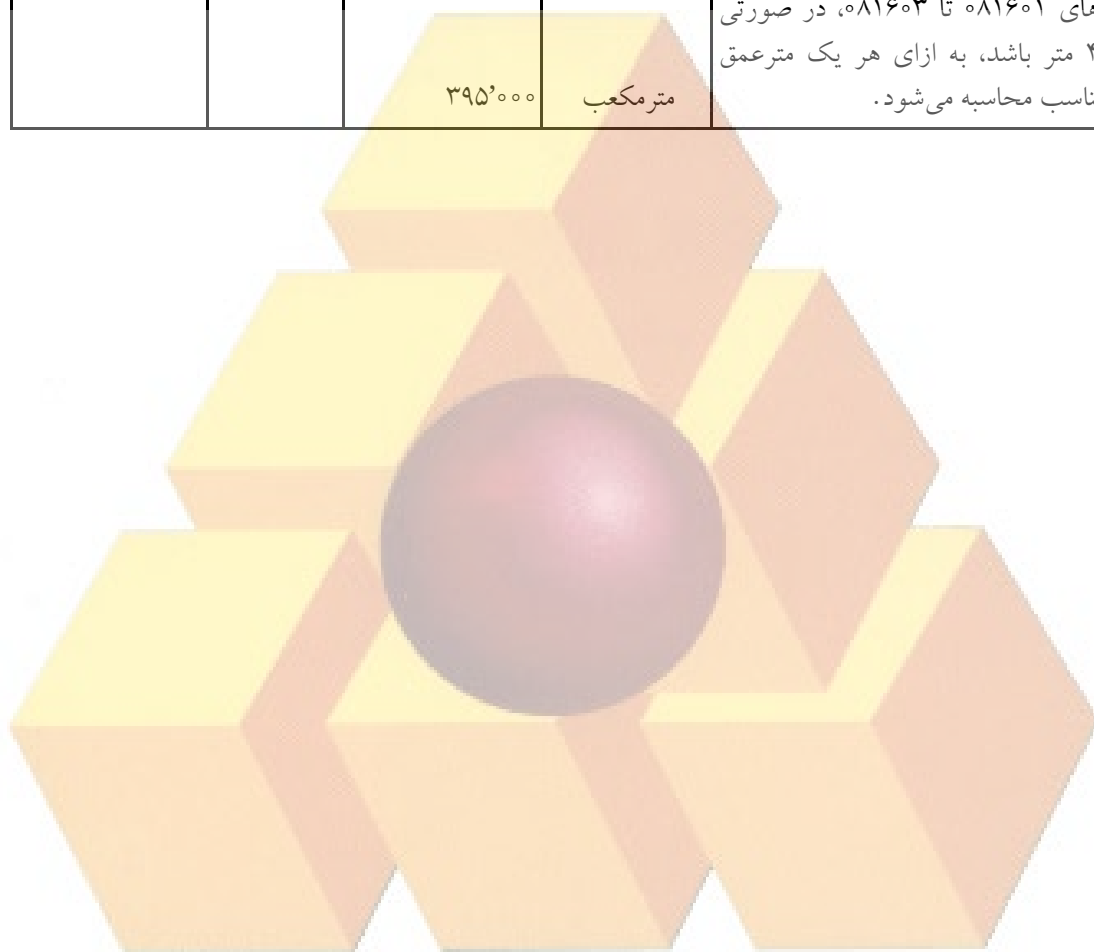 های ۰۸۱۶۰۱ تا ۰۸۱۶۰۳، در صورتی
۴ متر باشد، به ازای هر یک مترعمق
محاسبه می‌شود. مترمکعب ۳۹۵٬۰۰۰